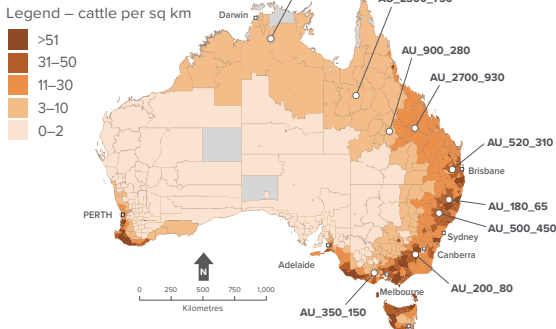 Legend – cattle per sq km
>51
31–50
11–30
3–10
0–2
Darwin
AU_900_280
AU_2700_930
AU_520_310
Brisbane
AU_180_65
AU_500_450
Sydney
Canberra
AU_200_80
Melbourne
AU_350_150
Adelaide
PERTH
N
0 250 500 750 1,000
Kilometres